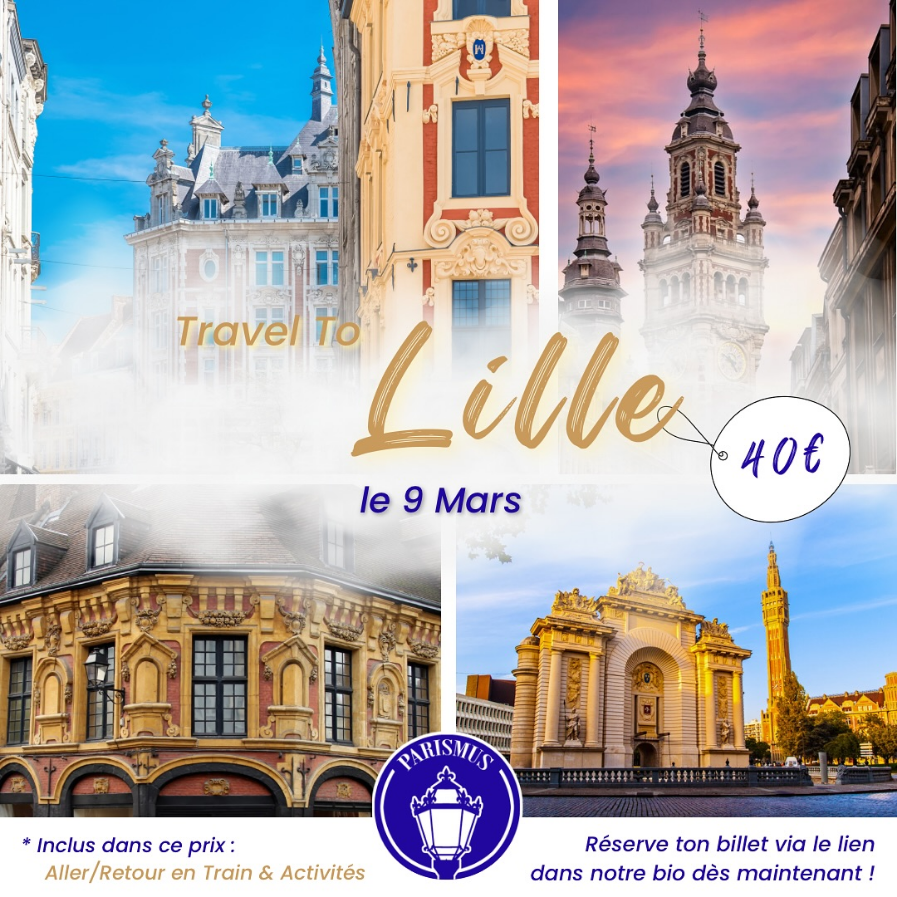 Travel To
Lille
40€
le 9 Mars
PARISMUS
* Inclus dans ce prix :
Aller/Retour en Train & Activités
Réserve ton billet via le lien
dans notre bio dès maintenant !